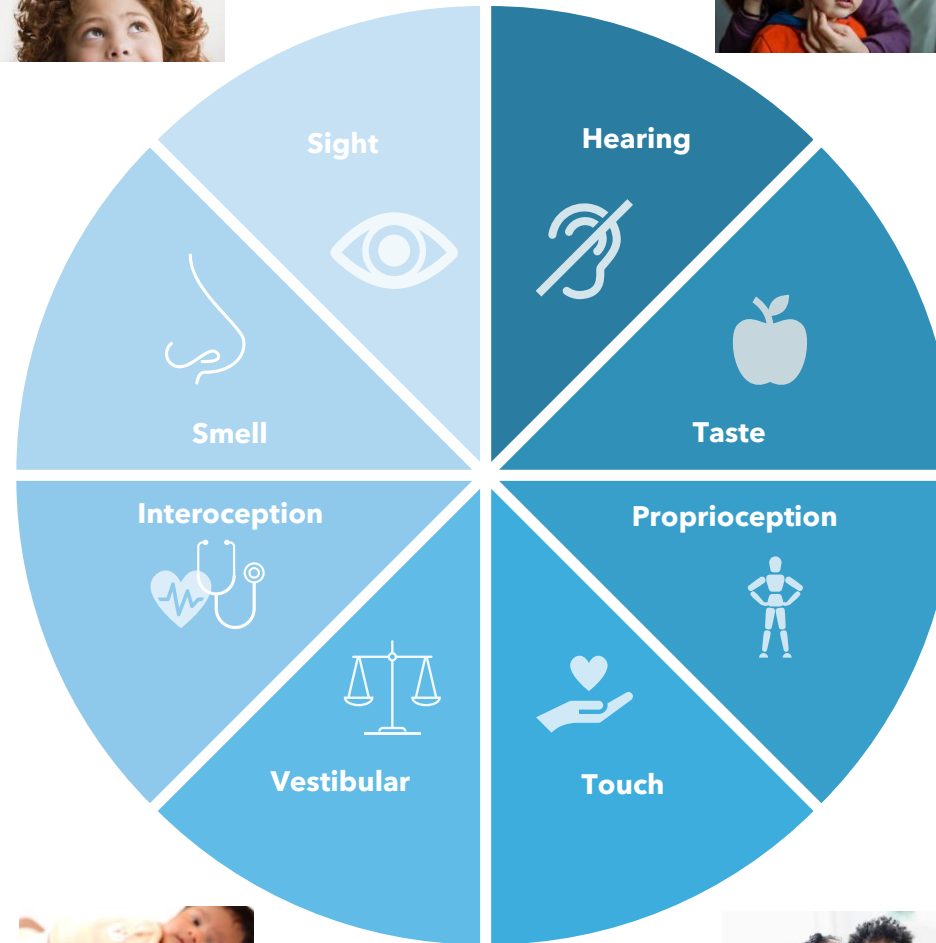 Sight
Hearing
Smell
Taste
Interoception
Proprioception
Vestibular
Touch